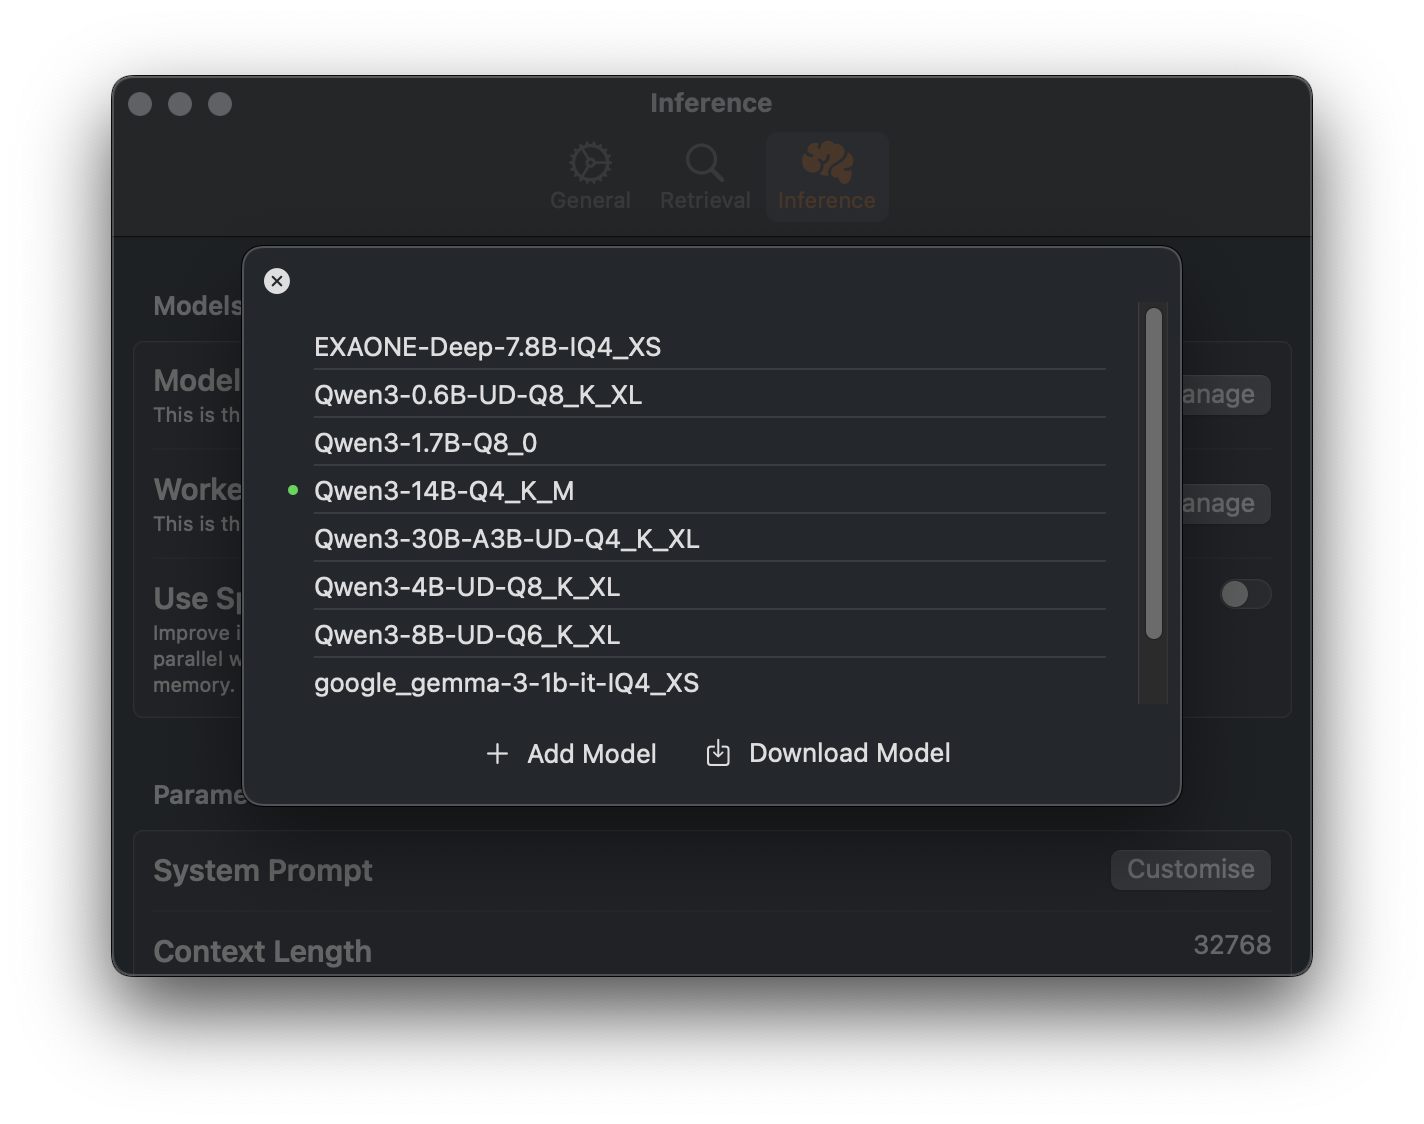 Inference
General
Retrieval
Inference
Models
Model
This is th
anage
Worke
This is th
anage
Use Sp
Improve i
parallel w
memory.
EXAONE-Deep-7.8B-IQ4_XS
Qwen3-0.6B-UD-Q8_K_XL
Qwen3-1.7B-Q8_0
Qwen3-14B-Q4_K_M
Qwen3-30B-A3B-UD-Q4_K_XL
Qwen3-4B-UD-Q8_K_XL
Qwen3-8B-UD-Q6_K_XL
google_gemma-3-1b-it-IQ4_XS
Add Model
Download Model
Parame
System Prompt
Customise
Context Length
32768